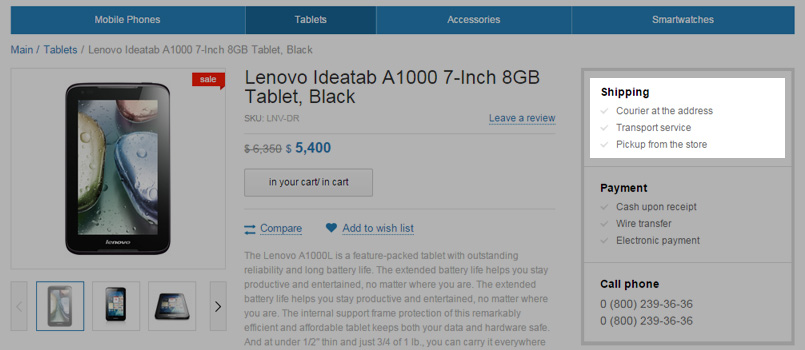 Mobile Phones
Tablets
Accessories
Smartwatches
Main / Tablets / Lenovo Ideatab A1000 7-Inch 8GB Tablet, Black
sale
lenovo
Lenovo Ideatab A1000 7-Inch 8GB
Tablet, Black
SKU: LNV-DR
Leave a review
$ 6,350 $ 5,400
in your cart/ in cart
Compare
Add to wish list
The Lenovo A1000L is a feature-packed tablet with outstanding
reliability and long battery life. The extended battery life helps you stay
productive and entertained, no matter where you are. The extended
battery life helps you stay productive and entertained, no matter where
you are. The internal support frame protection of this remarkably
efficient and affordable tablet keeps both your data and hardware safe.
And at under 1/2" thin and just 3/4 of 1 lb., you can carry it everywhere
Shipping
Courier at the address
Transport service
Pickup from the store
Payment
Cash upon receipt
Wire transfer
Electronic payment
Call phone
0 (800) 239-36-36
0 (800) 239-36-36